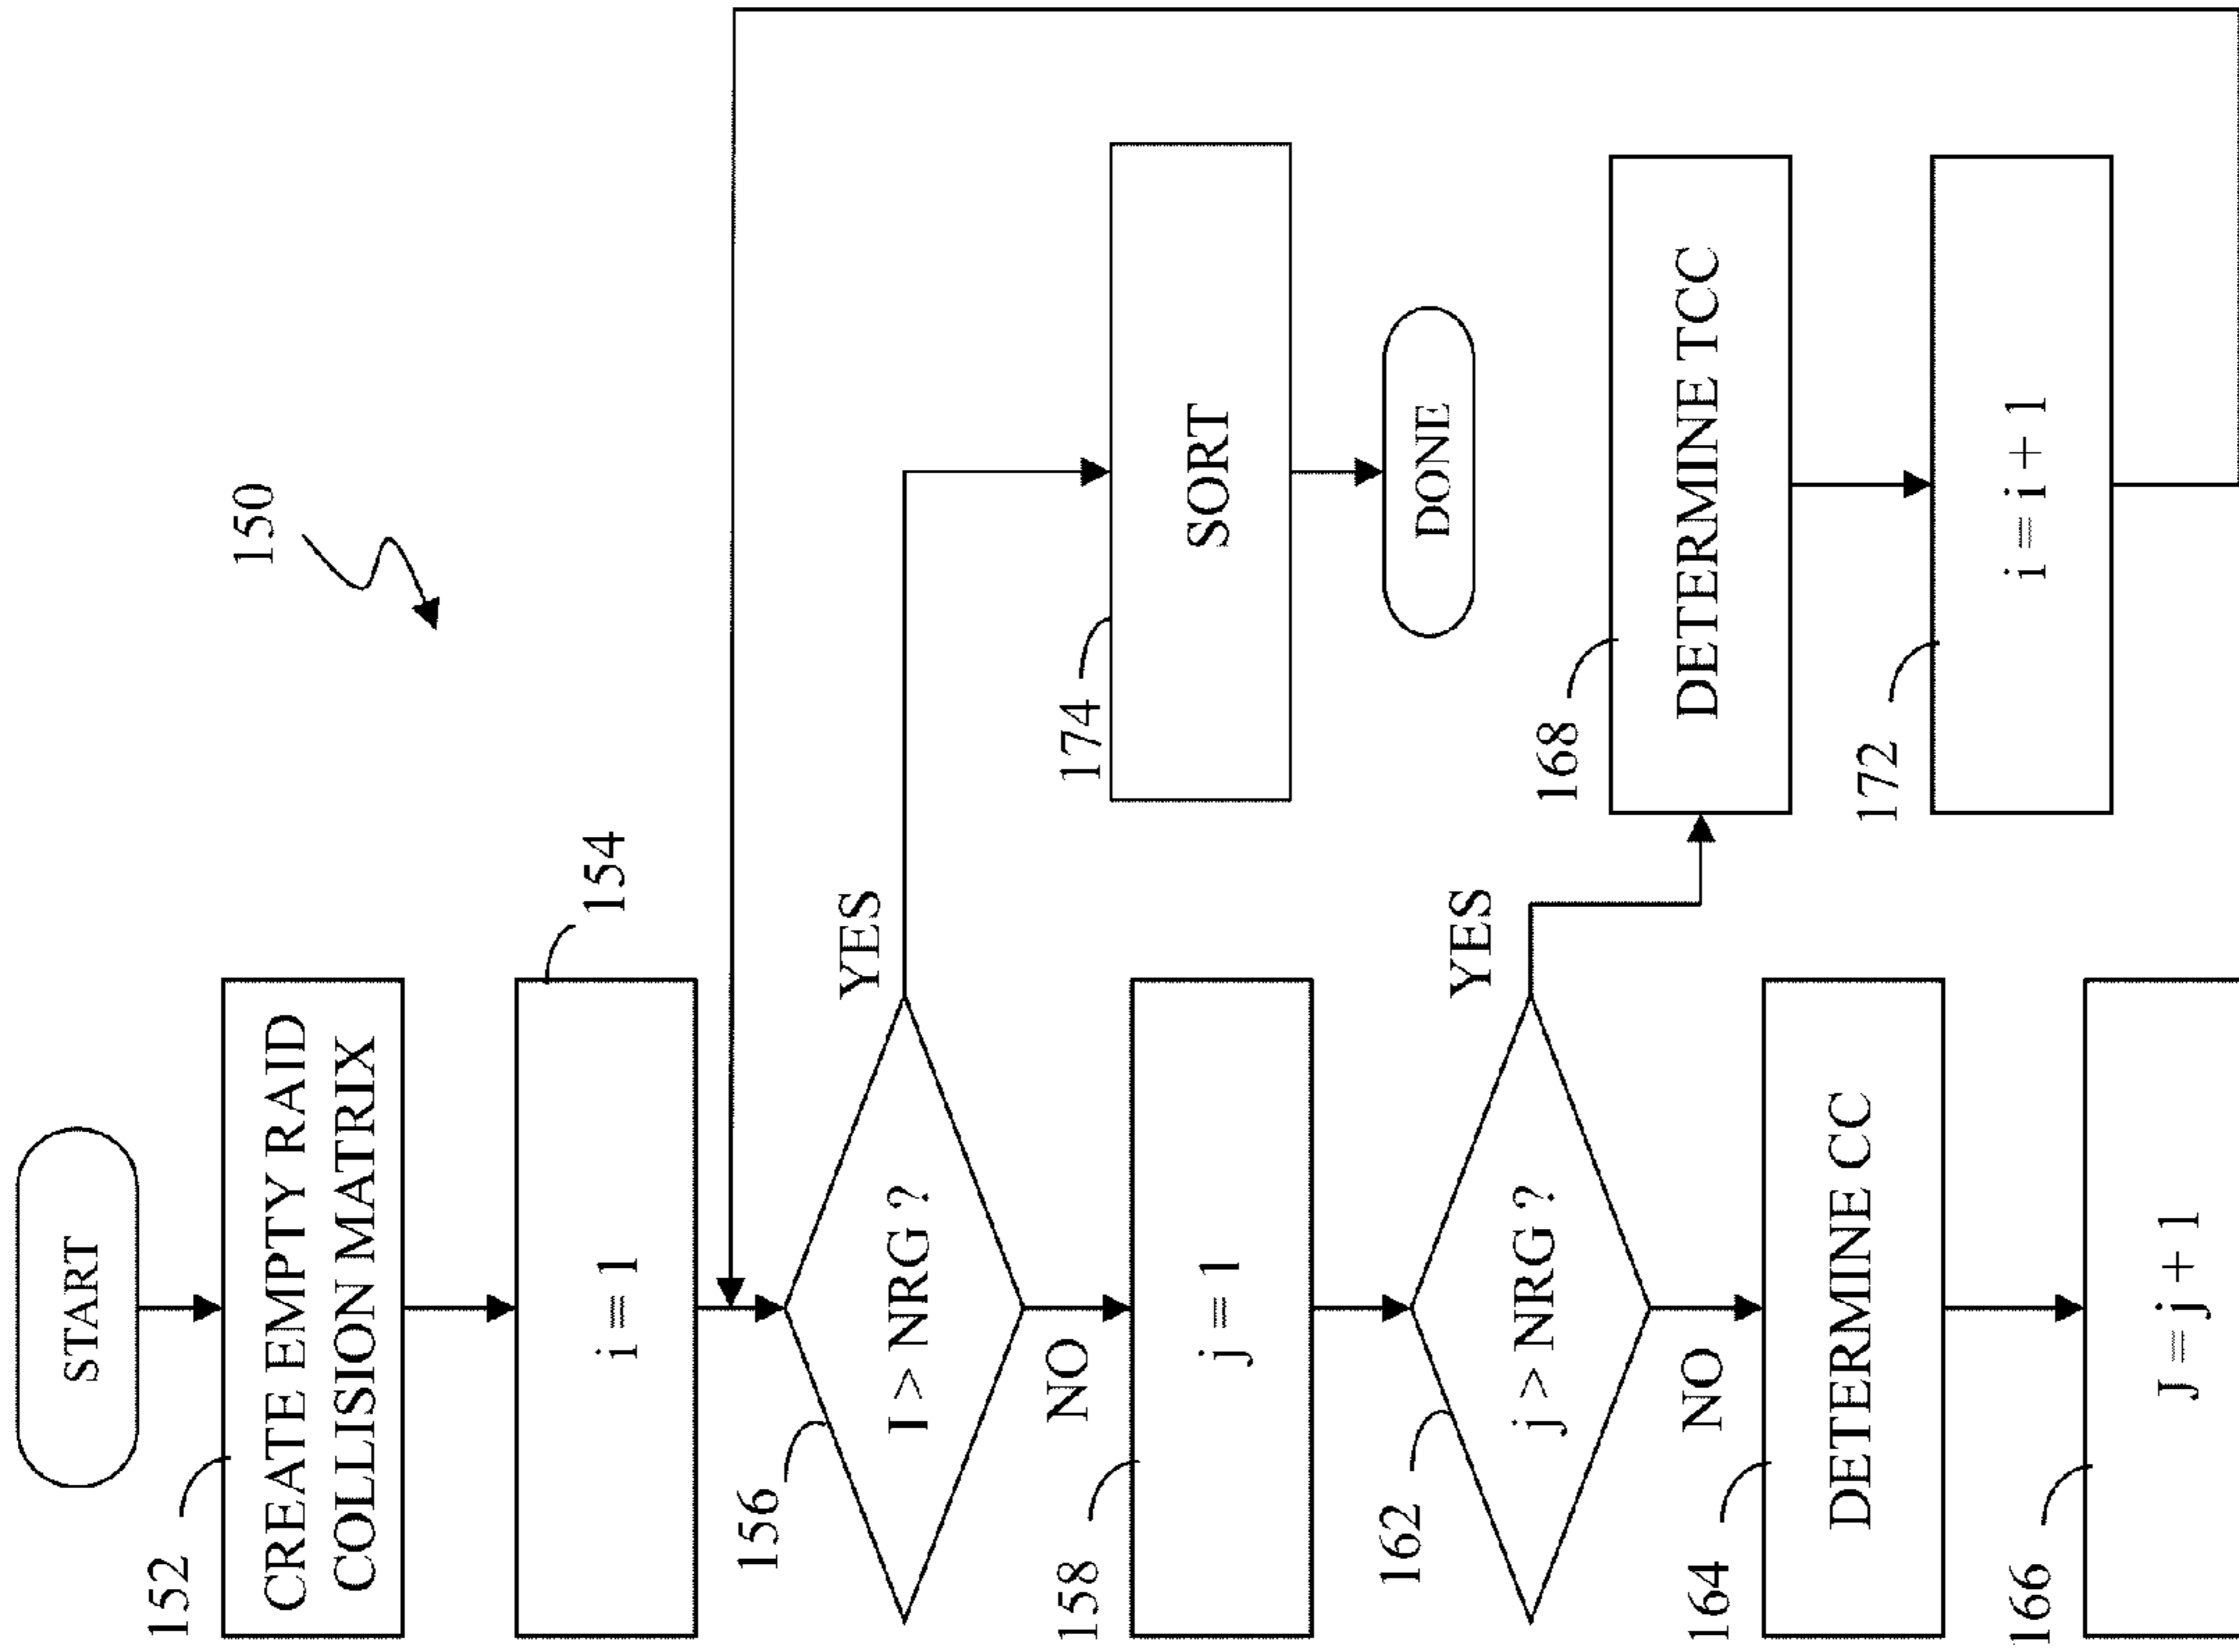 150
START
152
CREATE EMPTY RAID
COLLISION MATRIX
154
i = 1
156
I > NRG ?
YES
NO
174
SORT
DONE
158
j = 1
162
j > NRG ?
YES
NO
168
DETERMINE TCC
172
i = i + 1
164
DETERMINE CC
166
J = j + 1